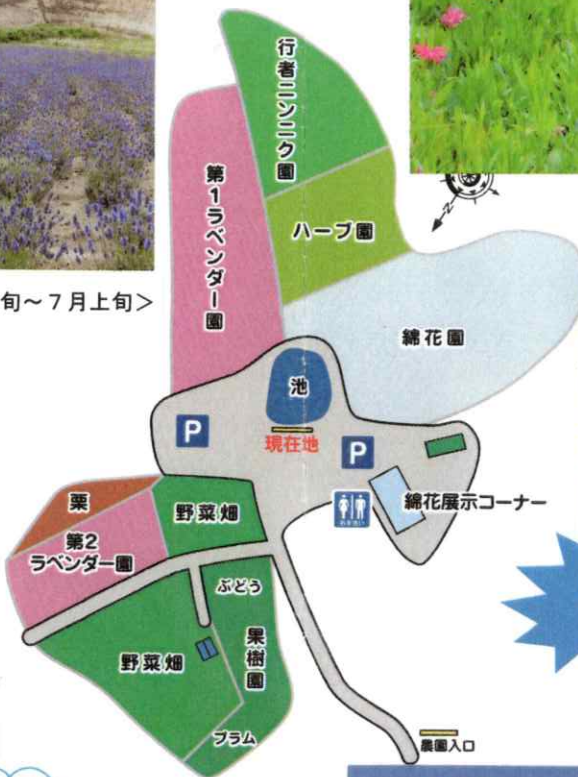 行者ニンニク園
第1ラベンダー園
ハーブ園
N
旬～7月上旬>
綿花園
池
P
現在地
P
綿花展示コーナー
栗
野菜畑
第2
ラベンダー園
ぶどう
野菜畑
果樹園
プラム
農園入口